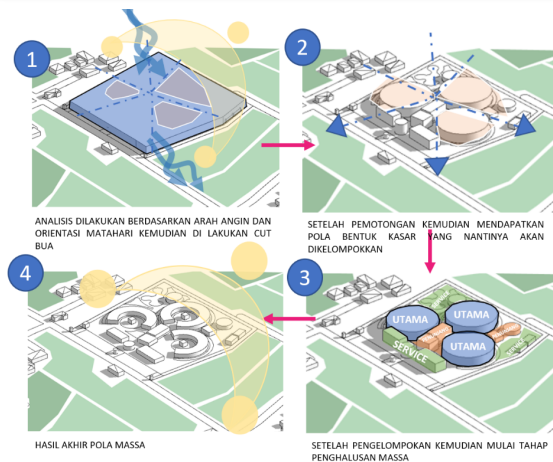 1
ANALISIS DILAKUKAN BERDASARKAN ARAH ANGIN DAN
ORIENTASI MATAHARI KEMUDIAN DI LAKUKAN CUT
BUA
2
SETELAH PEMOTONGAN KEMUDIAN MENDAPATKAN
POLA BENTUK KASAR YANG NANTINYA AKAN
DIKELOMPOKKAN
3
UTAMA
UTAMA
UTAMA
SERVICE
SETELAH PENGELOMPOKAN KEMUDIAN MULAI TAHAP
PENGHALUSAN MASSA
4
HASIL AKHIR POLA MASSA